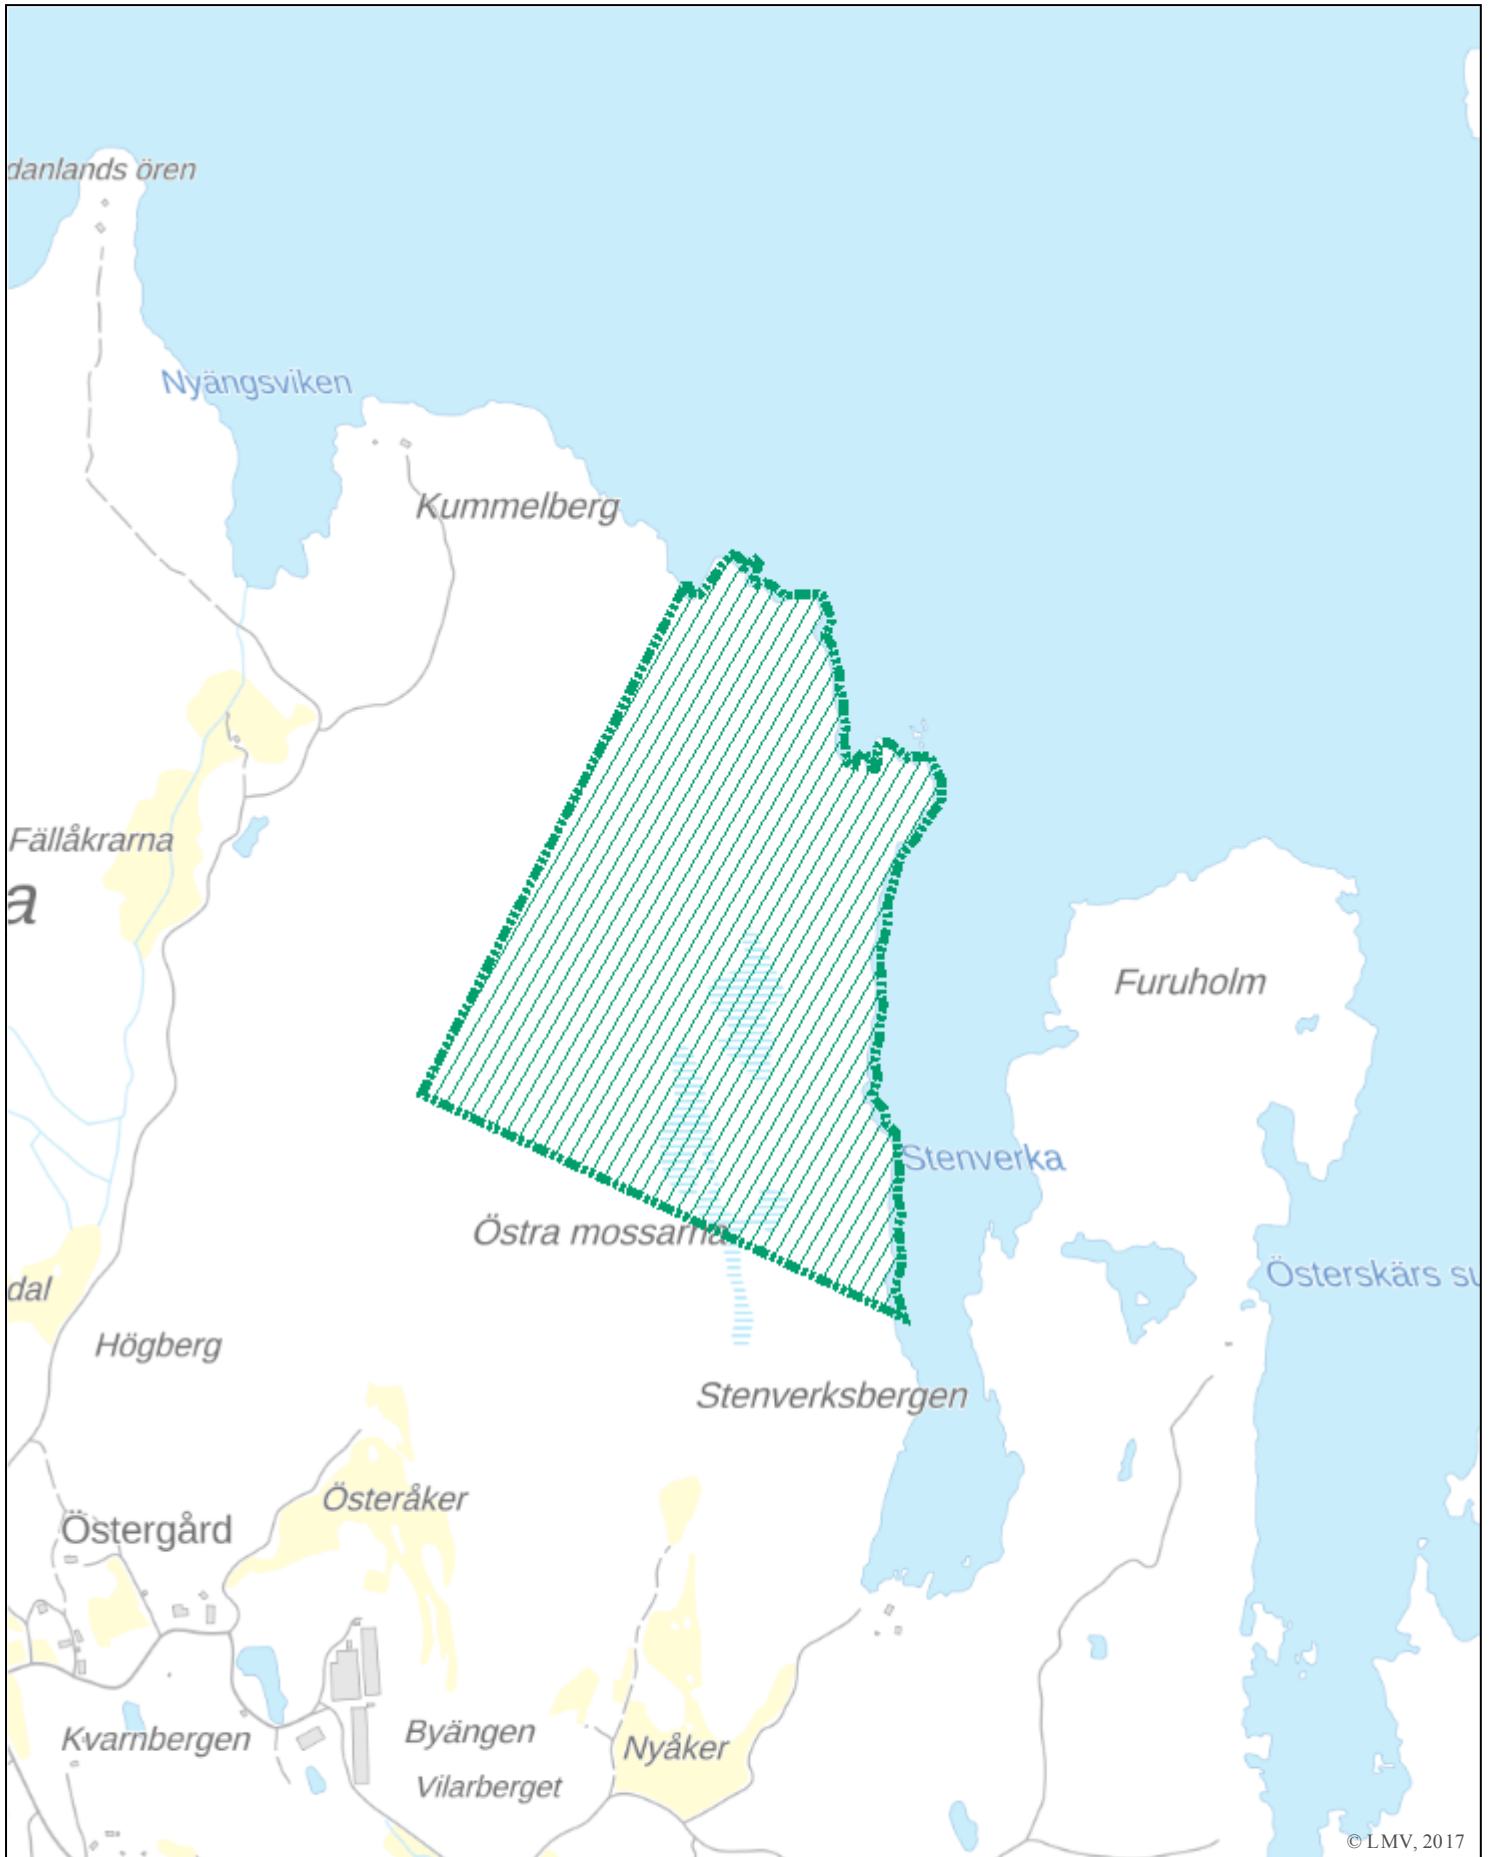 danlands ören
Nyängsviken
Kummelberg
Fällåkrarna
a
Furuholm
Stenverka
Östra mossarna
Österskärs su
dal
Högberg
Stenverksbergen
Österåker
Östergård
Kvarnbergen
Byängen
Nyåker
Vilarberget
© LMV, 2017